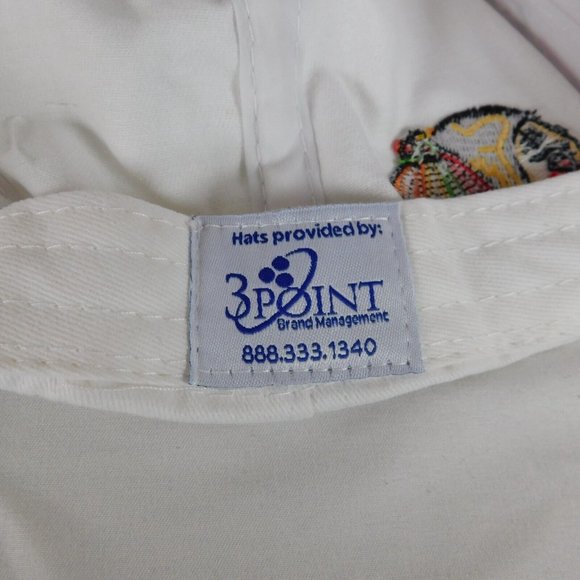 Hats provided by:
3POINT
Brand Management
888.333.1340